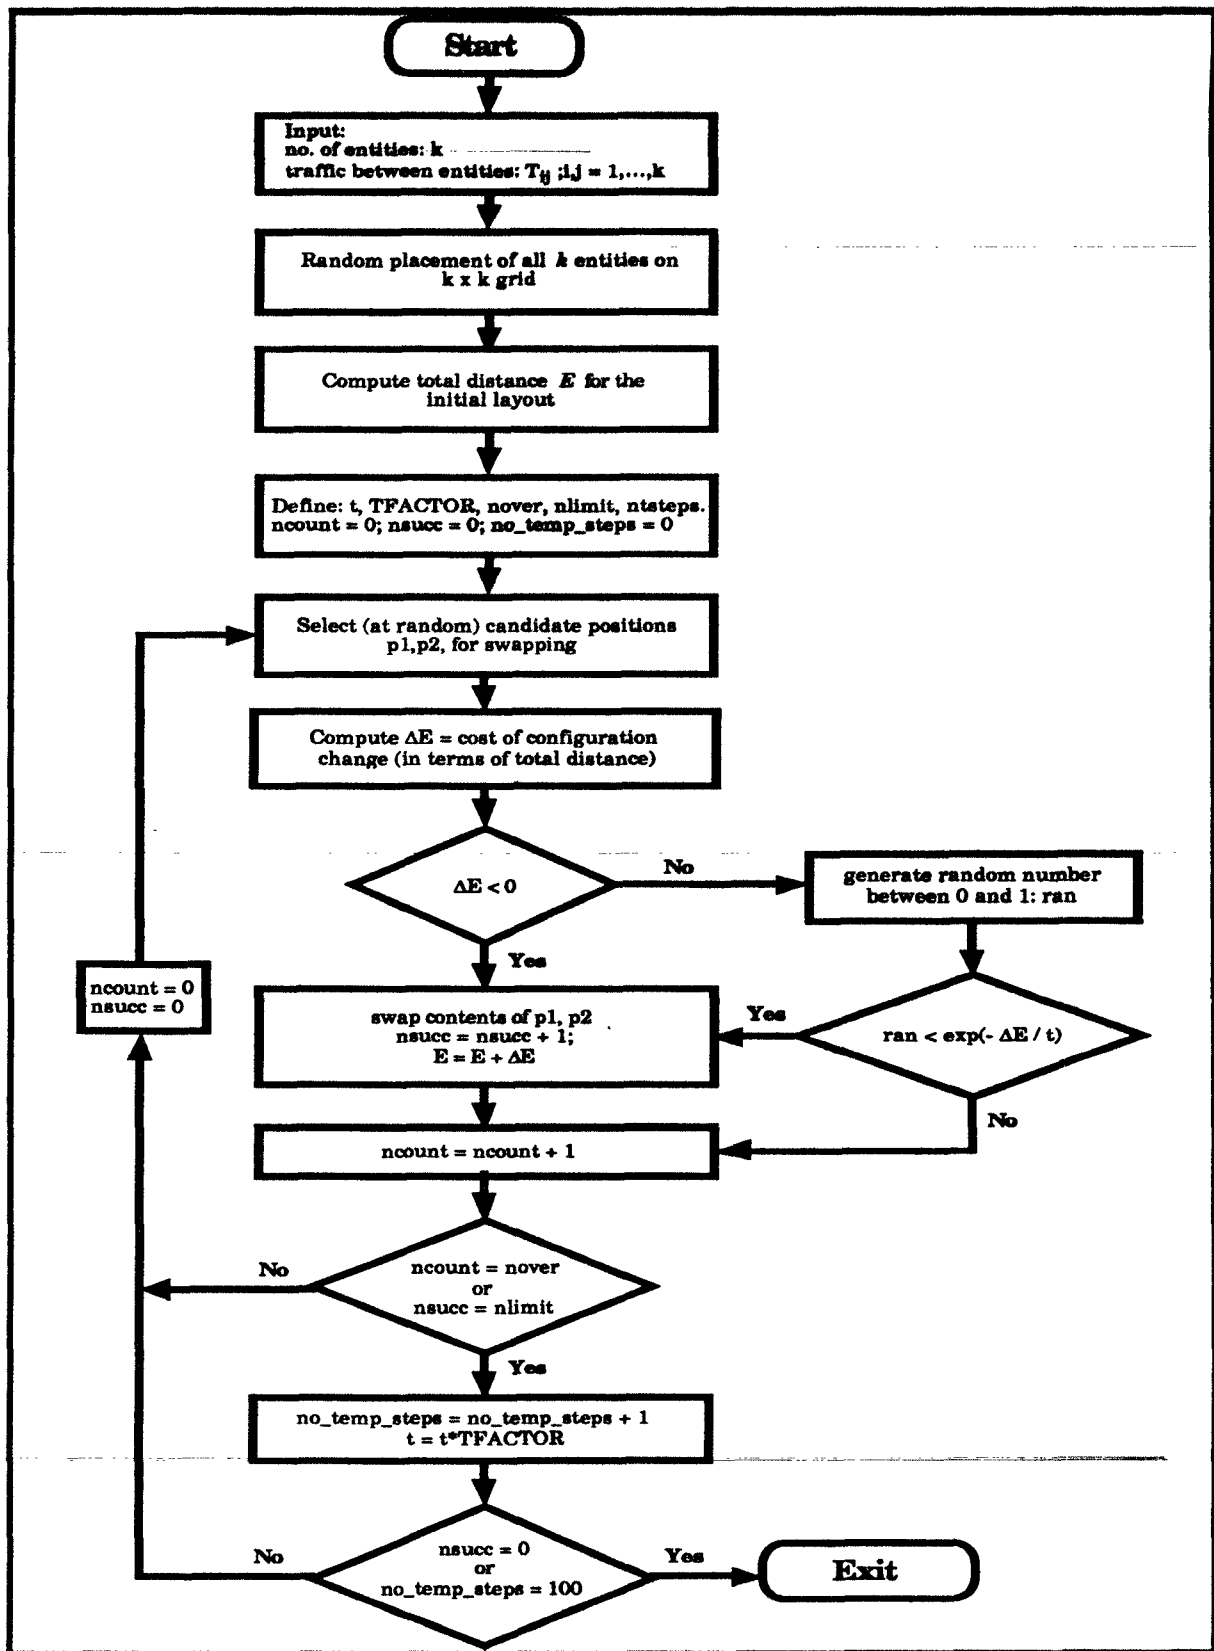 Start
Input:
no. of entities: k
traffic between entities: Tij ;i,j = 1,...,k
Random placement of all k entities on
k x k grid
Compute total distance E for the
initial layout
Define: t, TFACTOR, nover, nlimit, ntsteps.
ncount = 0; nsucc = 0; no_temp_steps = 0
Select (at random) candidate positions
p1,p2, for swapping
Compute ΔE = cost of configuration
change (in terms of total distance)
ΔE < 0
No
generate random number
between 0 and 1: ran
Yes
ncount = 0
nsucc = 0
swap contents of p1, p2
nsucc = nsucc + 1;
E = E + ΔE
Yes
ran < exp(- ΔE / t)
No
ncount = ncount + 1
No
ncount = nover
or
nsucc = nlimit
Yes
no_temp_steps = no_temp_steps + 1
t = t*TFACTOR
No
nsucc = 0
or
no_temp_steps = 100
Yes
Exit